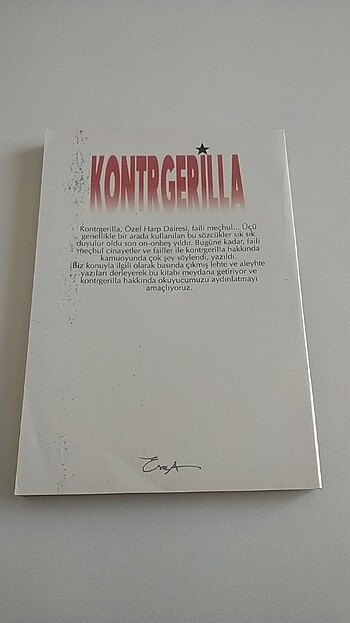 KONTRGERİLLA
Kontrgerilla, Özel Harp Dairesi, faili meçhul... Üçü
genellikle bir arada kullanılan bu sözcükler sık sık
duyulur oldu son on-onbeş yıldır. Bugüne kadar, faili
meçhul cinayetler ve failler ile kontrgerilla hakkında
kamuoyunda çok şey söylendi, yazıldı.
Biz konuyla ilgili olarak basında çıkmış lehte ve aleyhte
yazıları derleyerek bu kitabı meydana getiriyor ve
kontrgerilla hakkında okuyucumuzu aydınlatmayı
amaçlıyoruz.